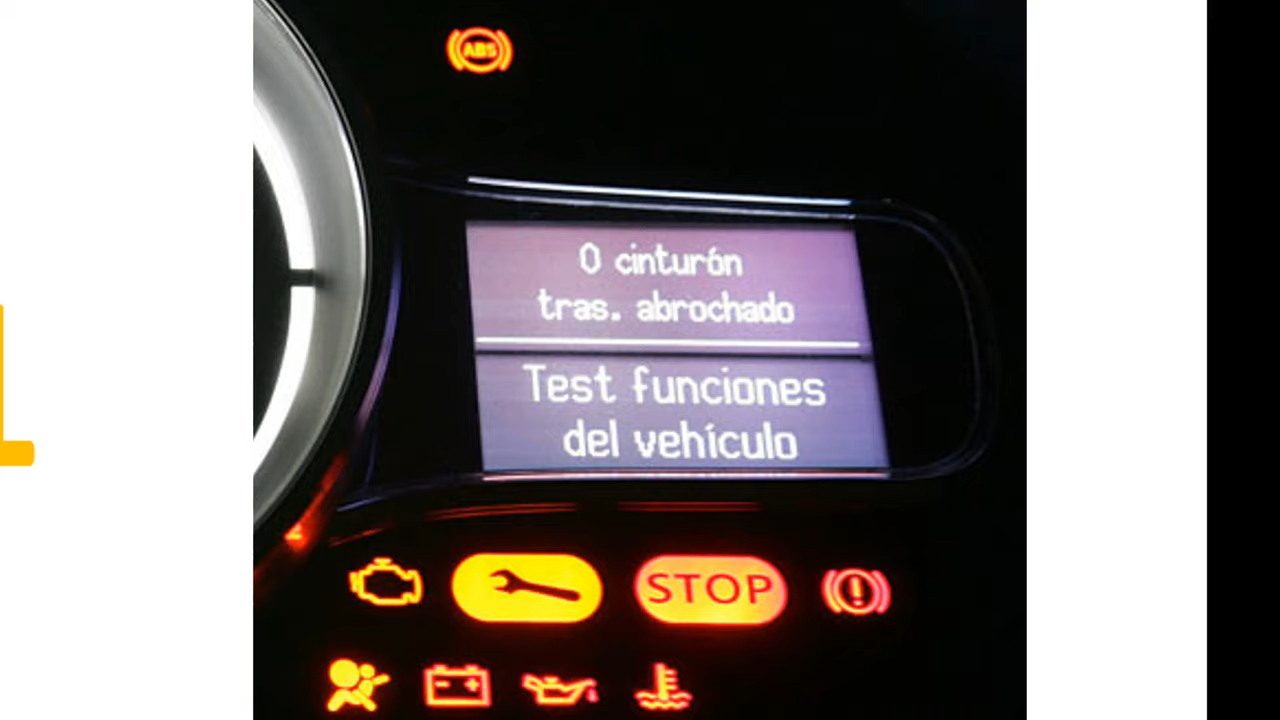 ABS
0 cinturón
tras. abrochado
Test funciones
del vehículo
STOP